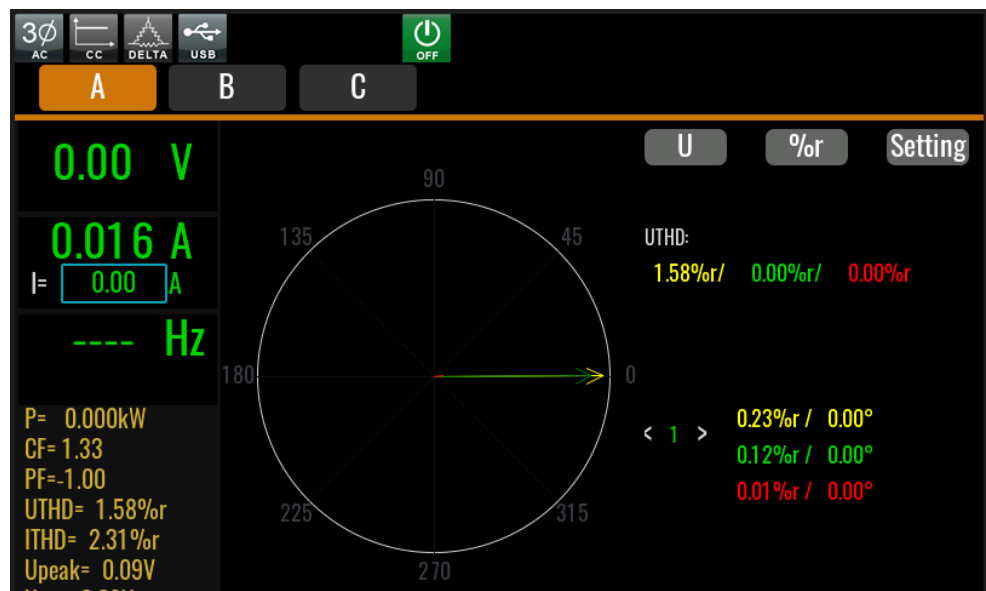 3Ø AC CC DELTA USB OFF
A B C
0.00 V
0.016 A
I= 0.00 A
---- Hz
P= 0.000kW
CF= 1.33
PF=-1.00
UTHD= 1.58%r
ITHD= 2.31%r
Upeak= 0.09V
U %r Setting
90
135 45
180 0
225 315
270
UTHD:
1.58%r/ 0.00%r/ 0.00%r
0.23%r / 0.00°
< 1 >
0.12%r / 0.00°
0.01%r / 0.00°